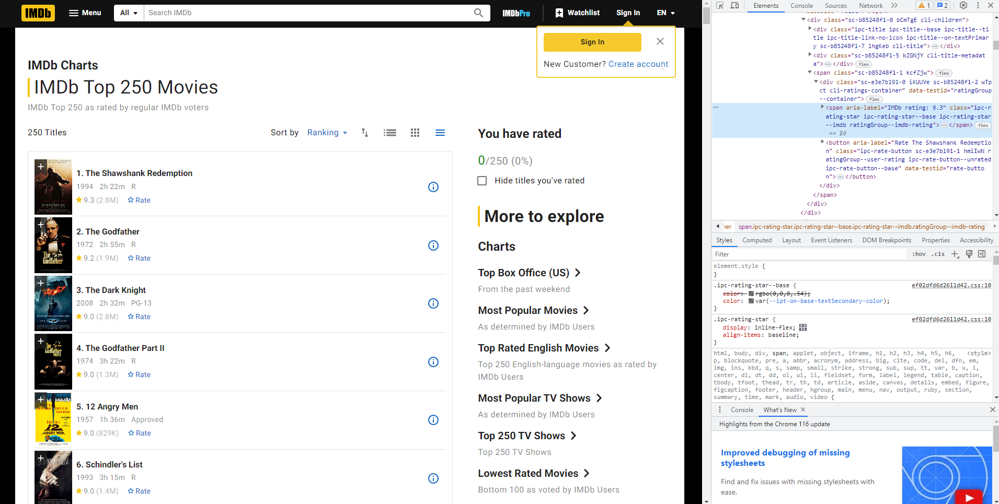 IMDb
Menu
All
Search IMDb
IMDbPro
Watchlist
Sign In
EN
Sign In
New Customer? Create account
IMDb Charts
IMDb Top 250 Movies
IMDb Top 250 as rated by regular IMDb voters
250 Titles
Sort by Ranking
1. The Shawshank Redemption
1994 2h 22m R
9.3 (2.8M) Rate
2. The Godfather
1972 2h 55m R
9.2 (1.9M) Rate
3. The Dark Knight
2008 2h 32m PG-13
9.0 (2.8M) Rate
4. The Godfather Part II
1974 3h 22m R
9.0 (1.3M) Rate
5. 12 Angry Men
1957 1h 36m Approved
9.0 (829K) Rate
6. Schindler's List
1993 3h 15m R
9.0 (1.4M) Rate
You have rated
0/250 (0%)
Hide titles you've rated
More to explore
Charts
Top Box Office (US)
From the past weekend
Most Popular Movies
As determined by IMDb Users
Top Rated English Movies
Top 250 English-language movies as rated by
IMDb Users
Most Popular TV Shows
As determined by IMDb Users
Top 250 TV Shows
Top 250 TV Shows
Lowest Rated Movies
Bottom 100 as voted by IMDb Users
Elements Console Sources Network 1 2
<div class="sc-b85248f1-0 bCmTgE cli-children">
<div class="ipc-title ipc-title--base ipc-title--ti
tle ipc-title-link-no-icon ipc-title--on-textPrimar
y sc-b85248f1-7 lhgKeb cli-title">…</div>
<div class="sc-b85248f1-5 kZGNjY cli-title-metadat
a">…</div> flex
<span class="sc-b85248f1-1 kcfZjw"> flex
<div class="sc-e3e7b191-0 iKUUVe sc-b85248f1-2 wTp
ct cli-ratings-container" data-testid="ratingGroup
--container"> flex
<span aria-label="IMDb rating: 9.3" class="ipc-r
ating-star ipc-rating-star--base ipc-rating-star
--imdb ratingGroup--imdb-rating">…</span> flex
== $0
<button aria-label="Rate The Shawshank Redemptio
n" class="ipc-rate-button sc-e3e7b191-1 hmiIwN r
atingGroup--user-rating ipc-rate-button--unrated
ipc-rate-button--base" data-testid="rate-butto
n">…</button>
</div>
</span>
</div>
</div>
ner span.ipc-rating-star.ipc-rating-star--base.ipc-rating-star--imdb.ratingGroup--imdb-rating
Styles Computed Layout Event Listeners DOM Breakpoints Properties Accessibility
Filter :hov .cls
element.style {
}
.ipc-rating-star--base { ef02dfd6d2611d42.css:10
color: rgba(0,0,0,.54);
color: var(--ipt-on-base-textSecondary-color);
}
.ipc-rating-star { ef02dfd6d2611d42.css:10
display: inline-flex;
align-items: baseline;
}
html, body, div, span, applet, object, iframe, h1, h2, h3, h4, h5, h6, <style>
p, blockquote, pre, a, abbr, acronym, address, big, cite, code, del, dfn, em,
img, ins, kbd, q, s, samp, small, strike, strong, sub, sup, tt, var, b, u, i,
center, dl, dt, dd, ol, ul, li, fieldset, form, label, legend, table, caption,
tbody, tfoot, thead, tr, th, td, article, aside, canvas, details, embed, figure,
figcaption, footer, header, hgroup, main, menu, nav, output, ruby, section,
summary, time, mark, audio, video {
Console What's New
Highlights from the Chrome 116 update
Improved debugging of missing
stylesheets
Find and fix issues with missing stylesheets with
ease.